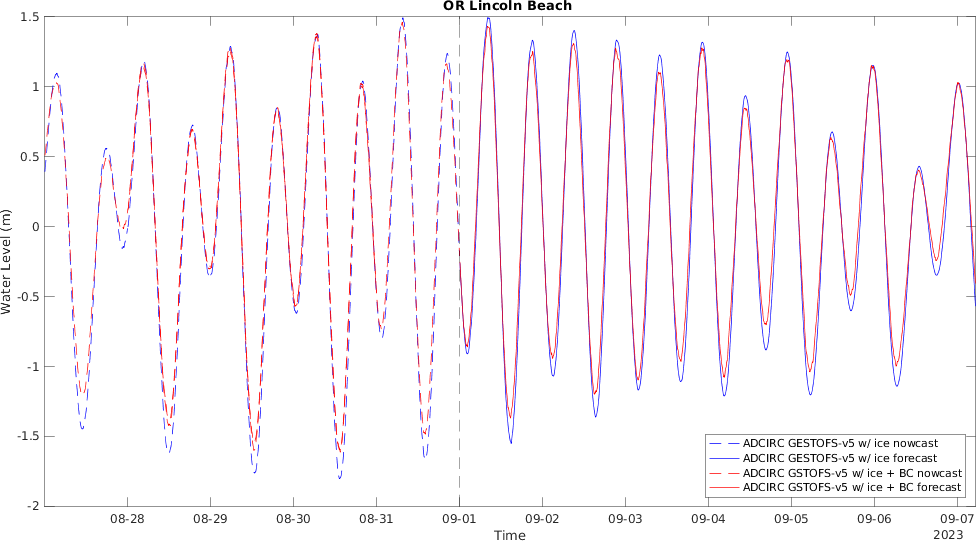 OR Lincoln Beach
1.5
1
0.5
0
-0.5
-1
-1.5
-2
Water Level (m)
08-28 08-29 08-30 08-31 09-01 09-02 09-03 09-04 09-05 09-06 09-07
Time
2023
ADCIRC GESTOFS-v5 w/ ice nowcast
ADCIRC GESTOFS-v5 w/ ice forecast
ADCIRC GSTOFS-v5 w/ ice + BC nowcast
ADCIRC GSTOFS-v5 w/ ice + BC forecast